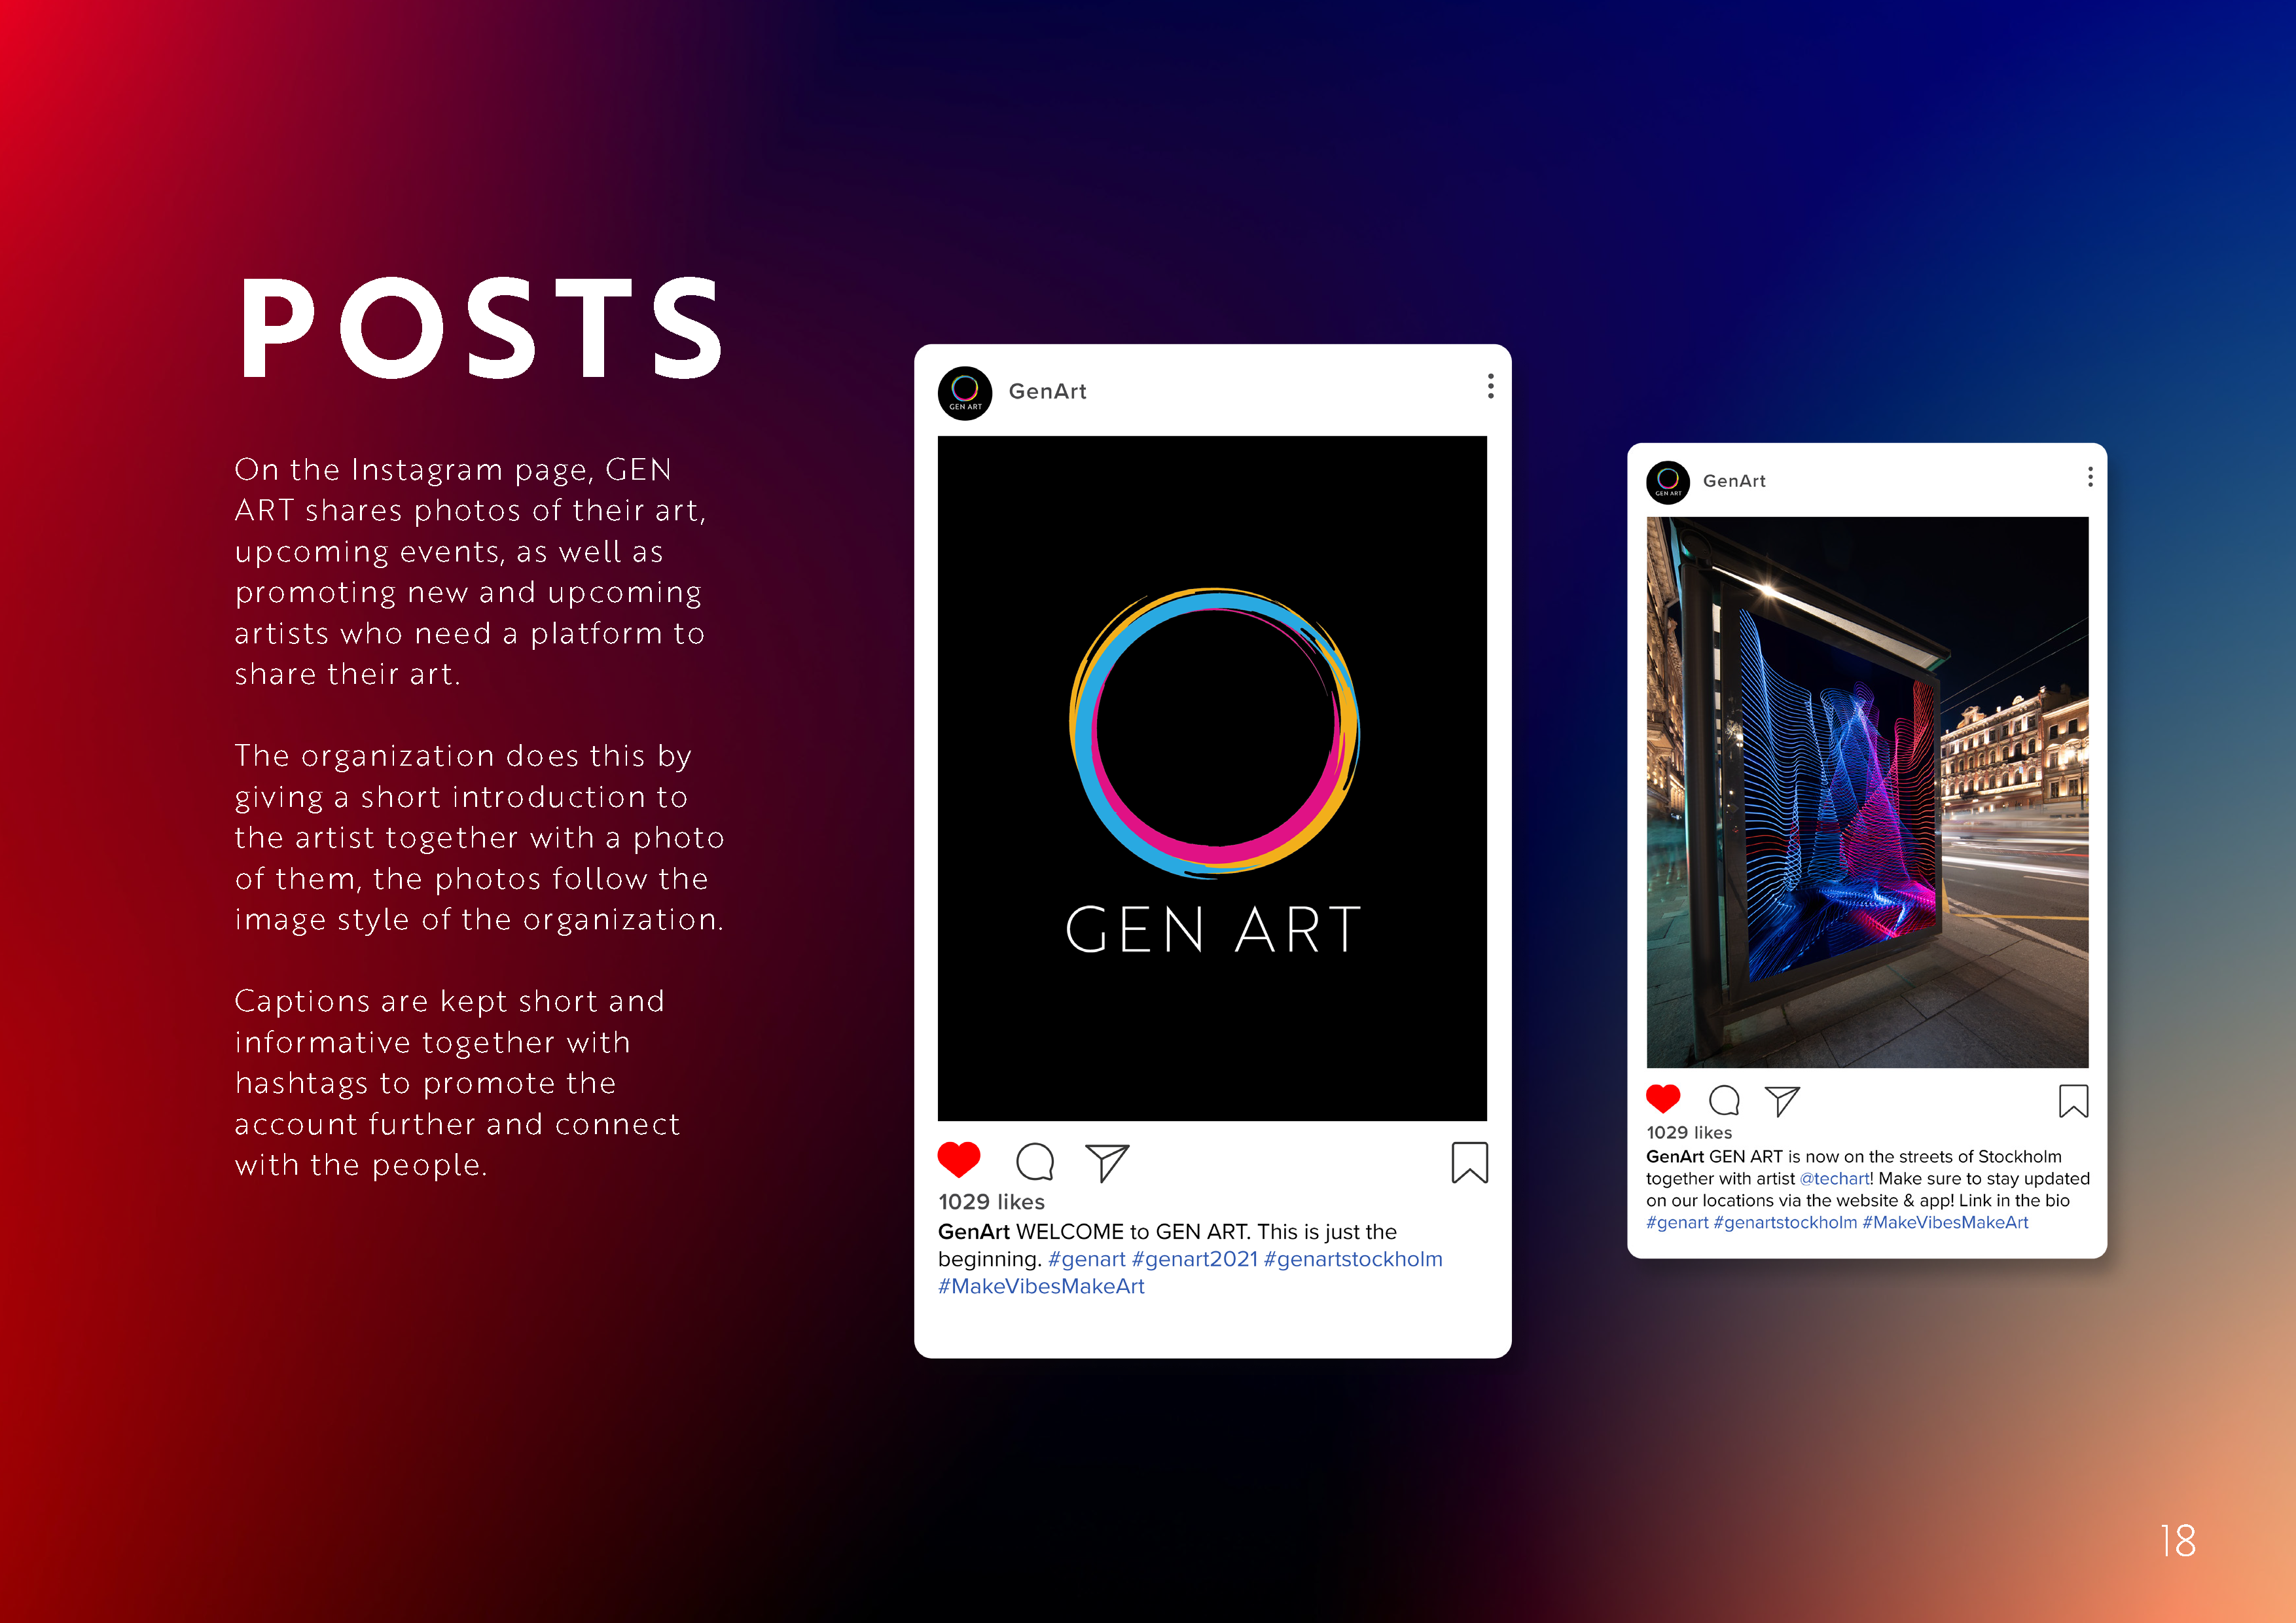 POSTS
On the Instagram page, GEN
ART shares photos of their art,
upcoming events, as well as
promoting new and upcoming
artists who need a platform to
share their art.
The organization does this by
giving a short introduction to
the artist together with a photo
of them, the photos follow the
image style of the organization.
Captions are kept short and
informative together with
hashtags to promote the
account further and connect
with the people.
GEN ART
GenArt
GEN ART
1029 likes
GenArt WELCOME to GEN ART. This is just the
beginning. #genart #genart2021 #genartstockholm
#MakeVibesMakeArt
GEN ART
GenArt
1029 likes
GenArt GEN ART is now on the streets of Stockholm
together with artist @techart! Make sure to stay updated
on our locations via the website & app! Link in the bio
#genart #genartstockholm #MakeVibesMakeArt
18